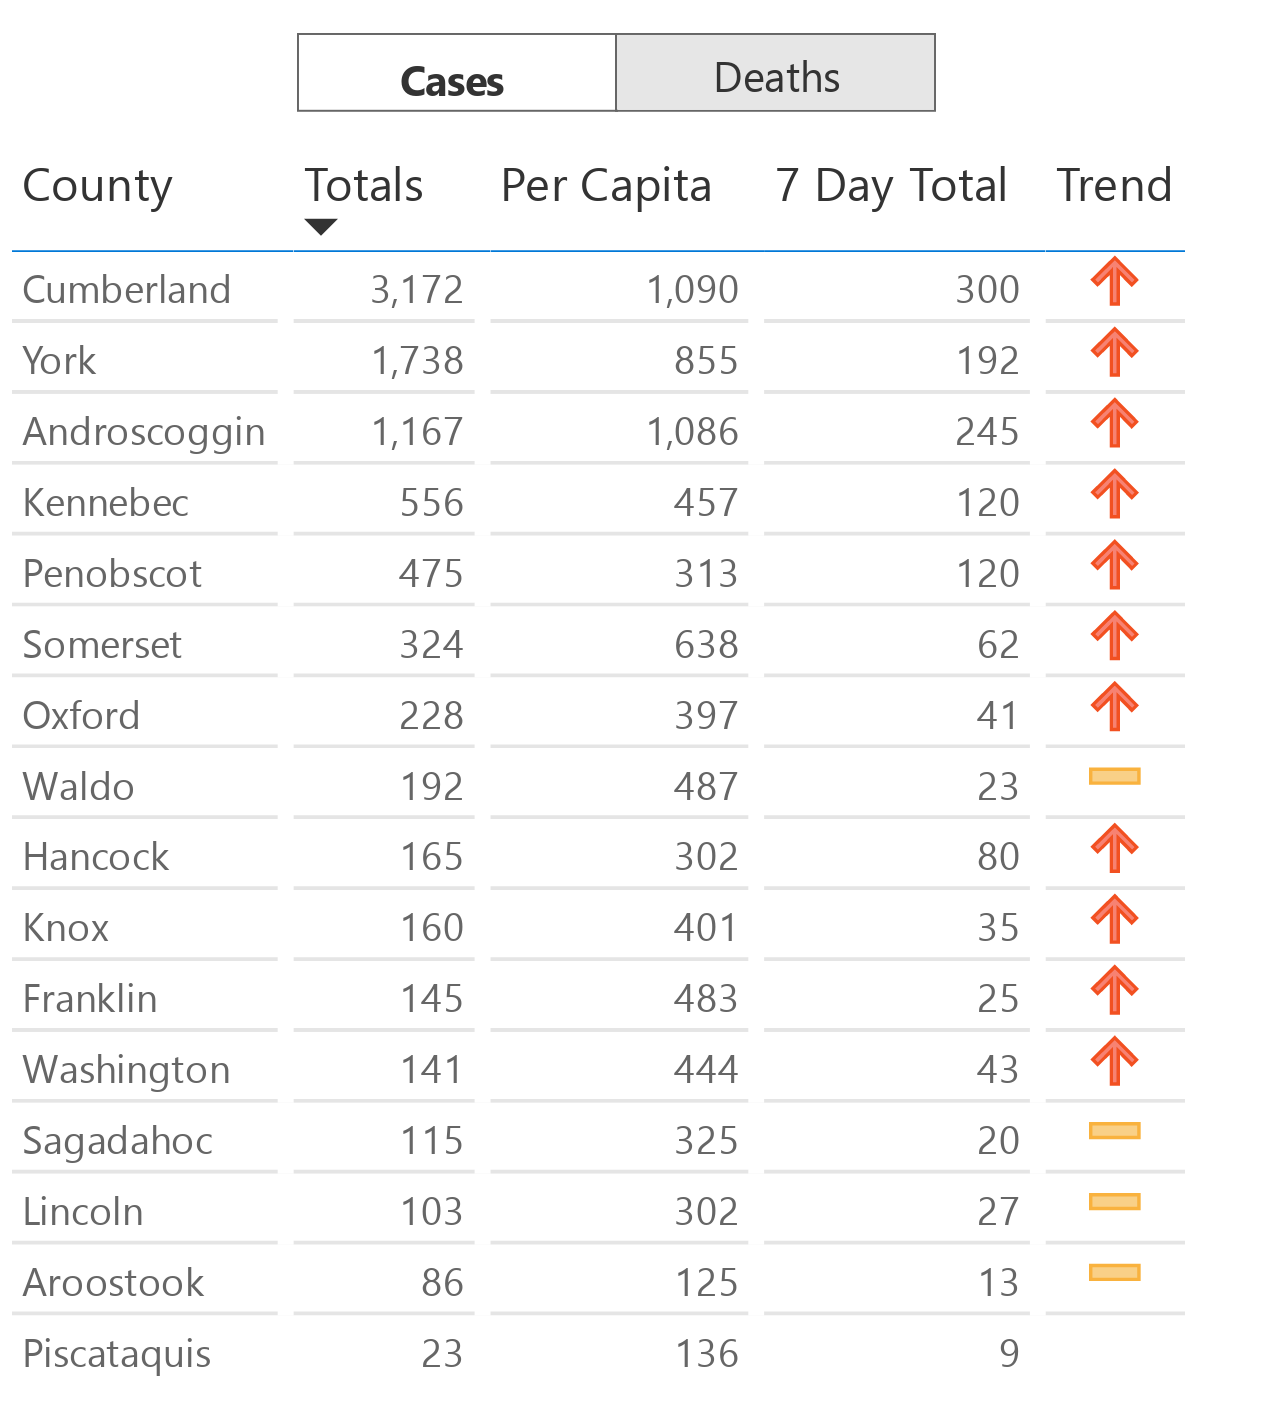 Cases Deaths
County Totals Per Capita 7 Day Total Trend
Cumberland 3,172 1,090 300
York 1,738 855 192
Androscoggin 1,167 1,086 245
Kennebec 556 457 120
Penobscot 475 313 120
Somerset 324 638 62
Oxford 228 397 41
Waldo 192 487 23
Hancock 165 302 80
Knox 160 401 35
Franklin 145 483 25
Washington 141 444 43
Sagadahoc 115 325 20
Lincoln 103 302 27
Aroostook 86 125 13
Piscataquis 23 136 9